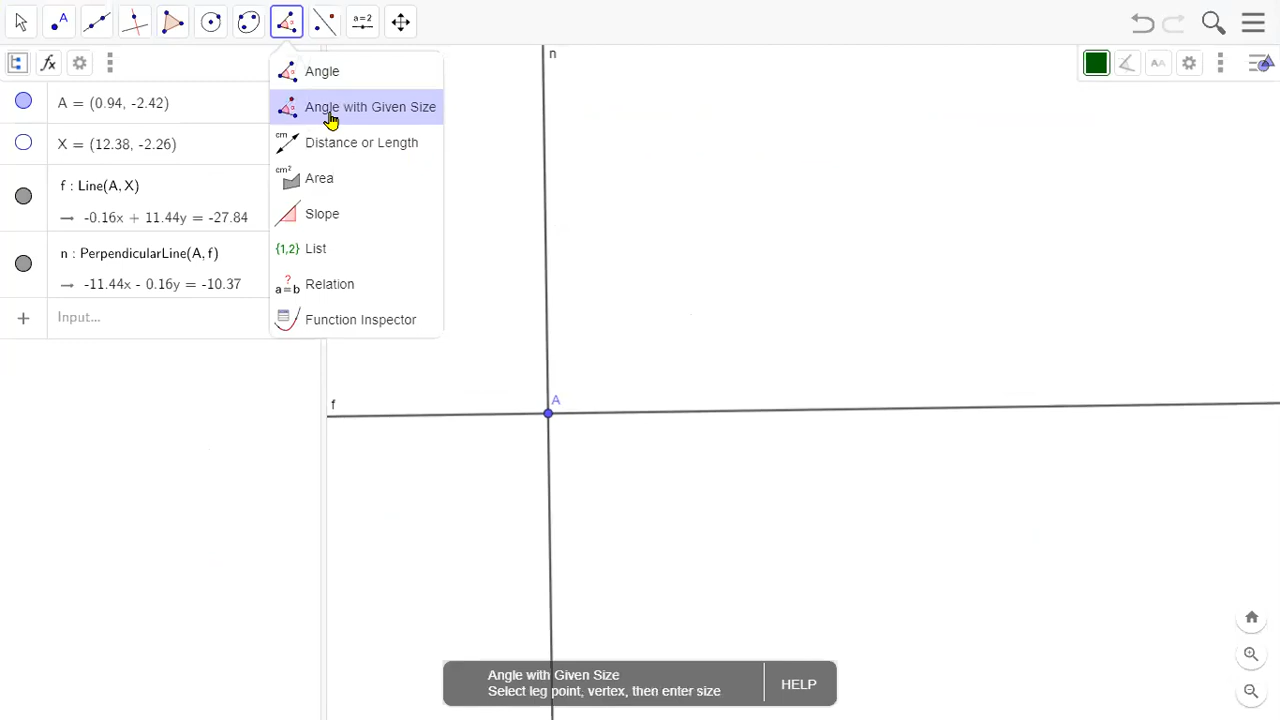 A
a=2
fx
A = (0.94, -2.42)
X = (12.38, -2.26)
f : Line(A, X)
→ -0.16x + 11.44y = -27.84
n : PerpendicularLine(A, f)
→ -11.44x - 0.16y = -10.37
+ Input...
Angle
Angle with Given Size
cm Distance or Length
cm² Area
Slope
{1,2} List
? a=b Relation
Function Inspector
n
AA
f
A
Angle with Given Size
Select leg point, vertex, then enter size
HELP